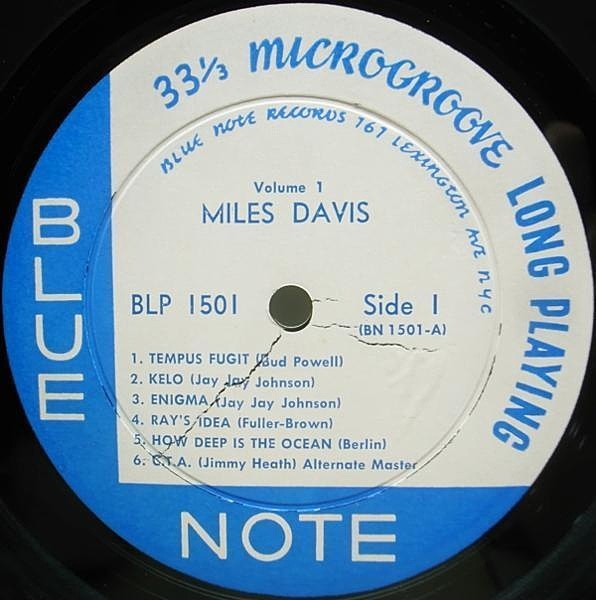 33⅓ MICROGROOVE LONG PLAYING
BLUE NOTE RECORDS 767 LEXINGTON AVE NYC
Volume 1
MILES DAVIS
BLP 1501 Side 1
(BN 1501-A)
1. TEMPUS FUGIT (Bud Powell)
2. KELO (Jay Jay Johnson)
3. ENIGMA (Jay Jay Johnson)
4. RAY'S IDEA (Fuller-Brown)
5. HOW DEEP IS THE OCEAN (Berlin)
6. C.T.A. (Jimmy Heath) Alternate Master
BLUE
NOTE